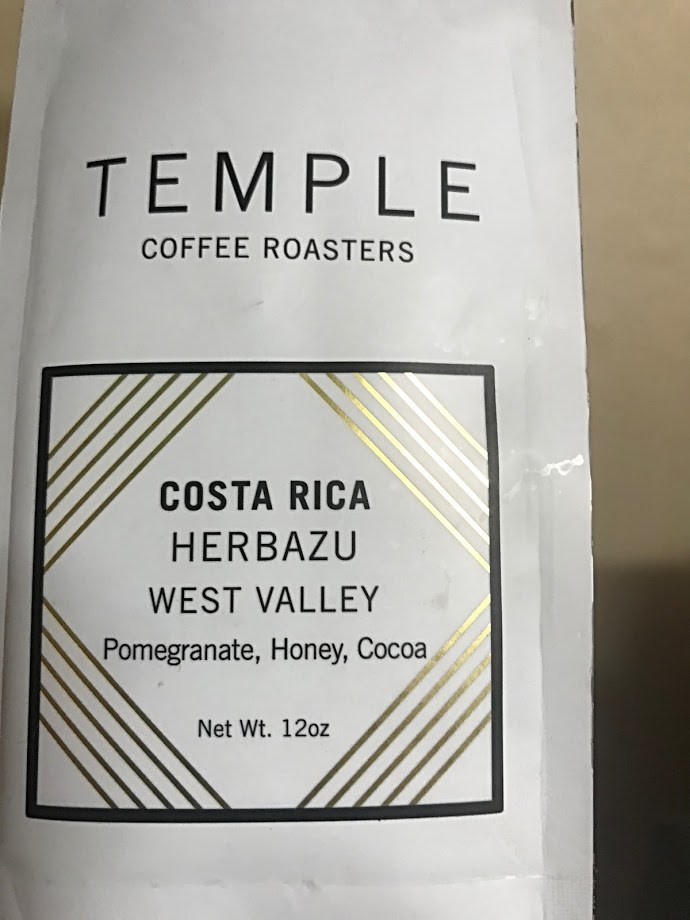 TEMPLE
COFFEE ROASTERS
COSTA RICA
HERBAZU
WEST VALLEY
Pomegranate, Honey, Cocoa
Net Wt. 12oz